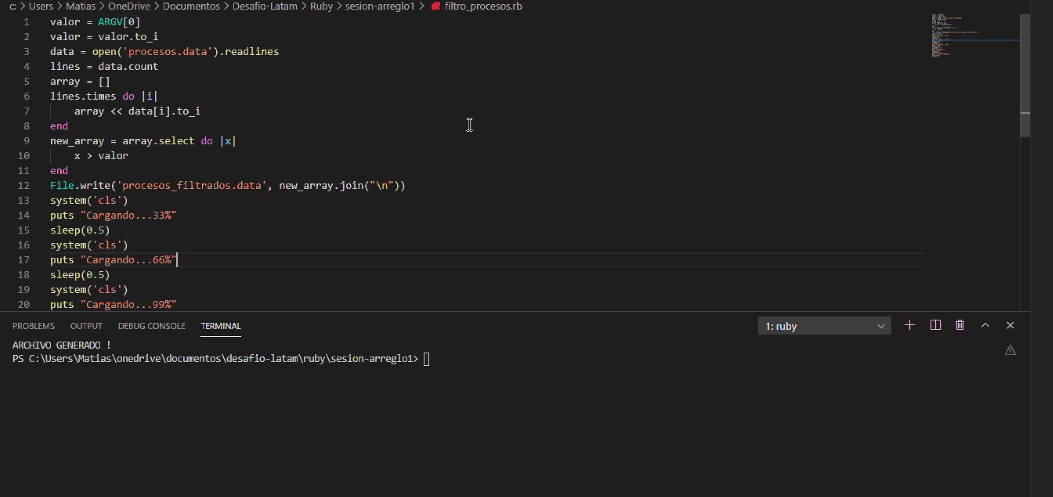 c: > Users > Matias > OneDrive > Documentos > Desafio-Latam > Ruby > sesion-arreglo1 > filtro_procesos.rb
1 valor = ARGV[0]
2 valor = valor.to_i
3 data = open('procesos.data').readlines
4 lines = data.count
5 array = []
6 lines.times do |i|
7     array << data[i].to_i
8 end
9 new_array = array.select do |x|
10     x > valor
11 end
12 File.write('procesos_filtrados.data', new_array.join("\n"))
13 system('cls')
14 puts "Cargando...33%"
15 sleep(0.5)
16 system('cls')
17 puts "Cargando...66%"
18 sleep(0.5)
19 system('cls')
20 puts "Cargando...99%"
PROBLEMS OUTPUT DEBUG CONSOLE TERMINAL 1: ruby
ARCHIVO GENERADO !
PS C:\Users\Matias\onedrive\documentos\desafio-latam\ruby\sesion-arreglo1>